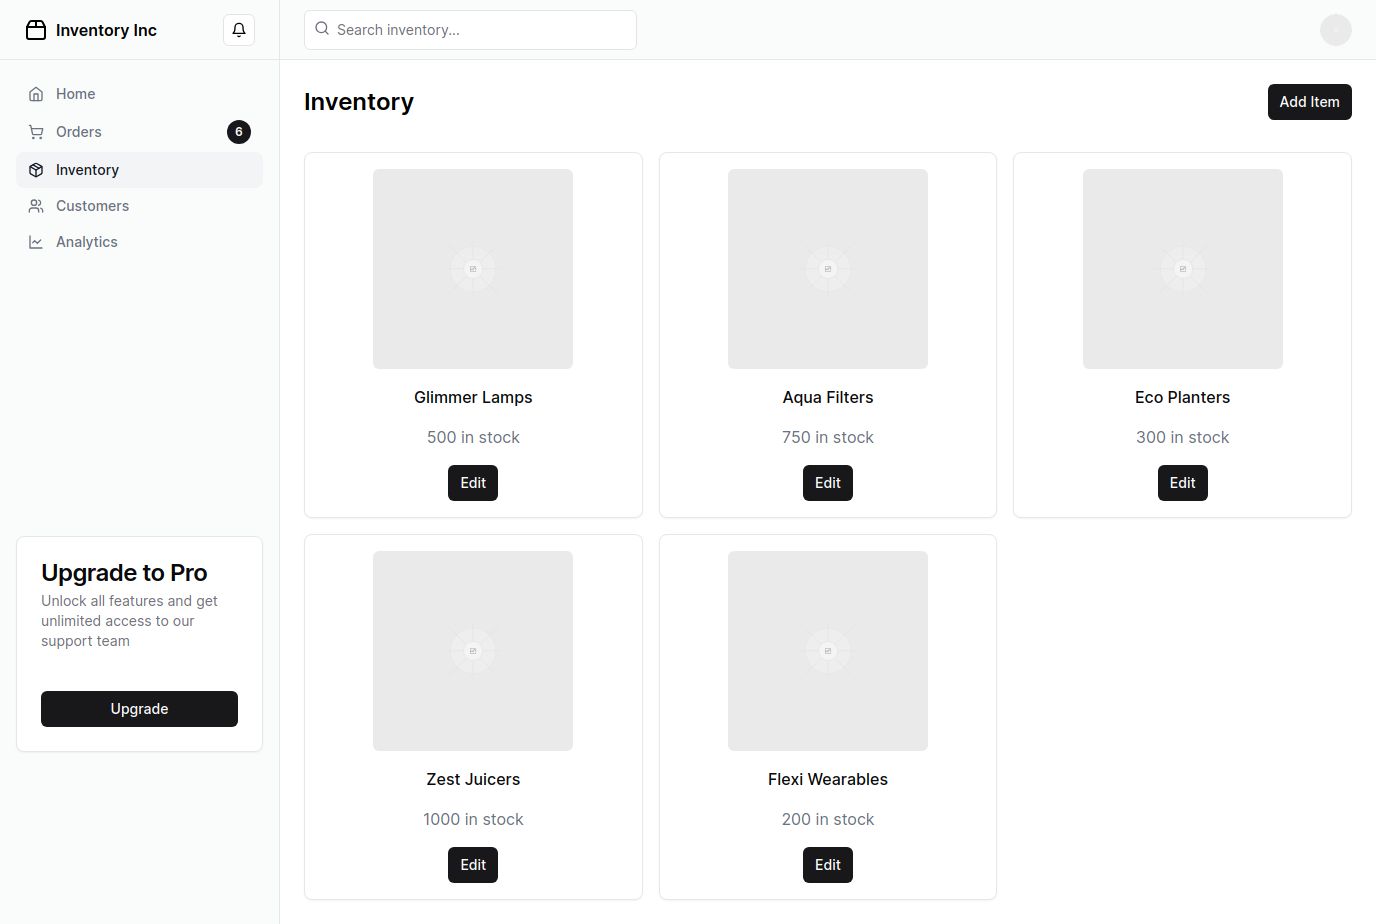 Inventory Inc
Search inventory...
Home
Orders
6
Inventory
Customers
Analytics
Upgrade to Pro
Unlock all features and get
unlimited access to our
support team
Upgrade
Inventory
Add Item
Glimmer Lamps
500 in stock
Edit
Aqua Filters
750 in stock
Edit
Eco Planters
300 in stock
Edit
Zest Juicers
1000 in stock
Edit
Flexi Wearables
200 in stock
Edit